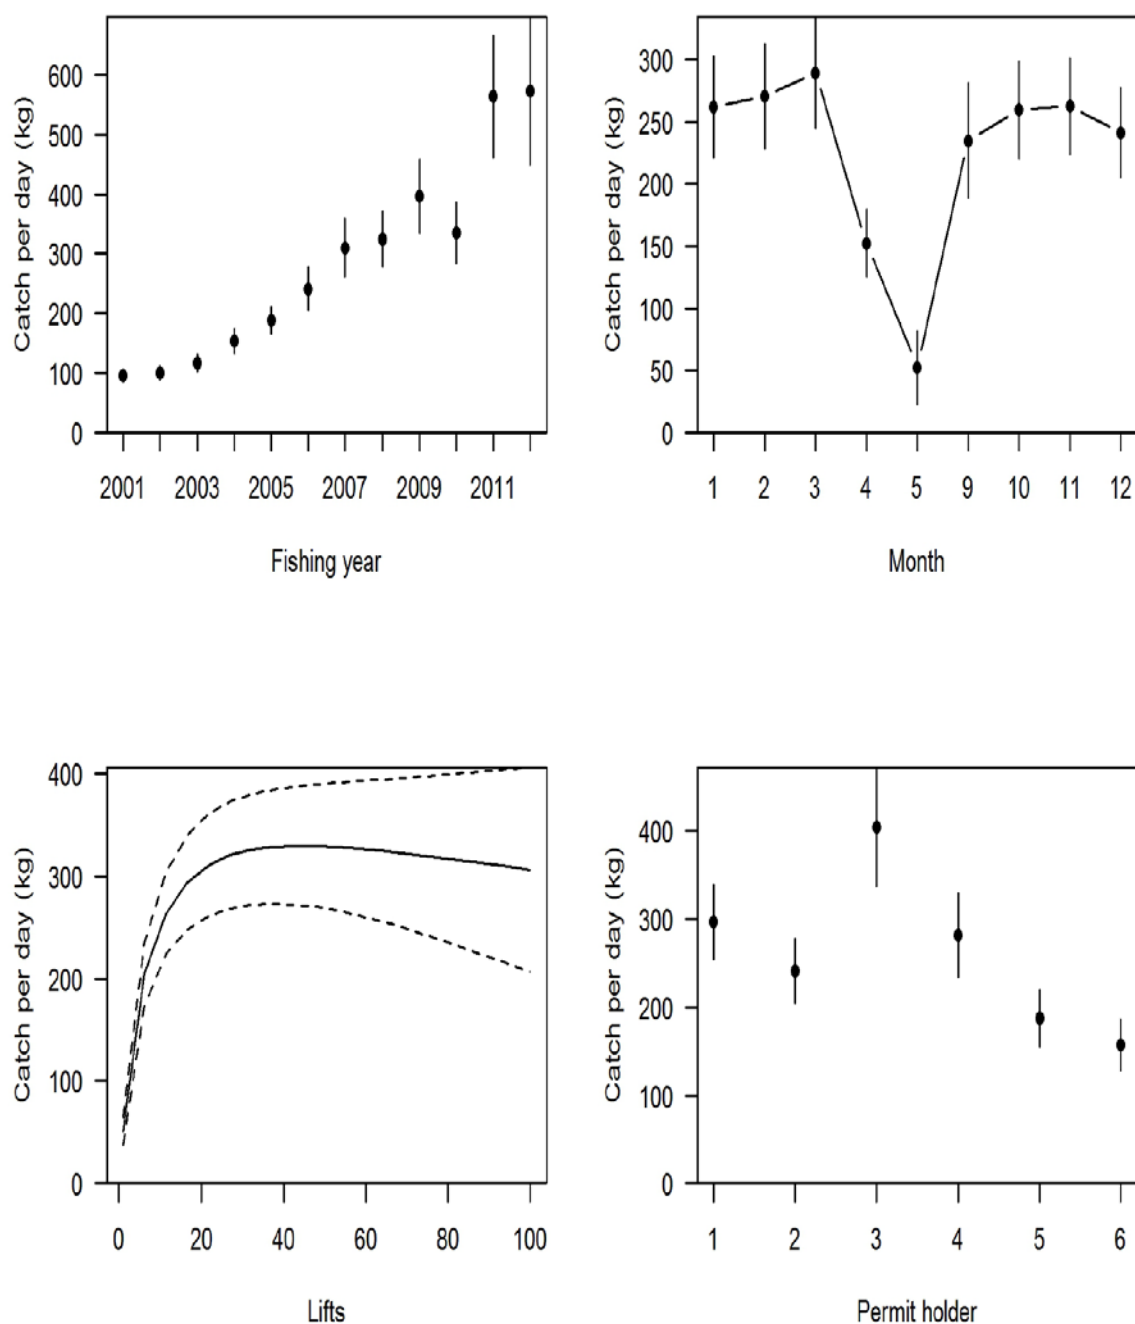 Catch per day (kg)
600
500
400
300
200
100
0
2001 2003 2005 2007 2009 2011
Fishing year
Catch per day (kg)
300
250
200
150
100
50
0
1 2 3 4 5 9 10 11 12
Month
Catch per day (kg)
400
300
200
100
0
0 20 40 60 80 100
Lifts
Catch per day (kg)
400
300
200
100
0
1 2 3 4 5 6
Permit holder